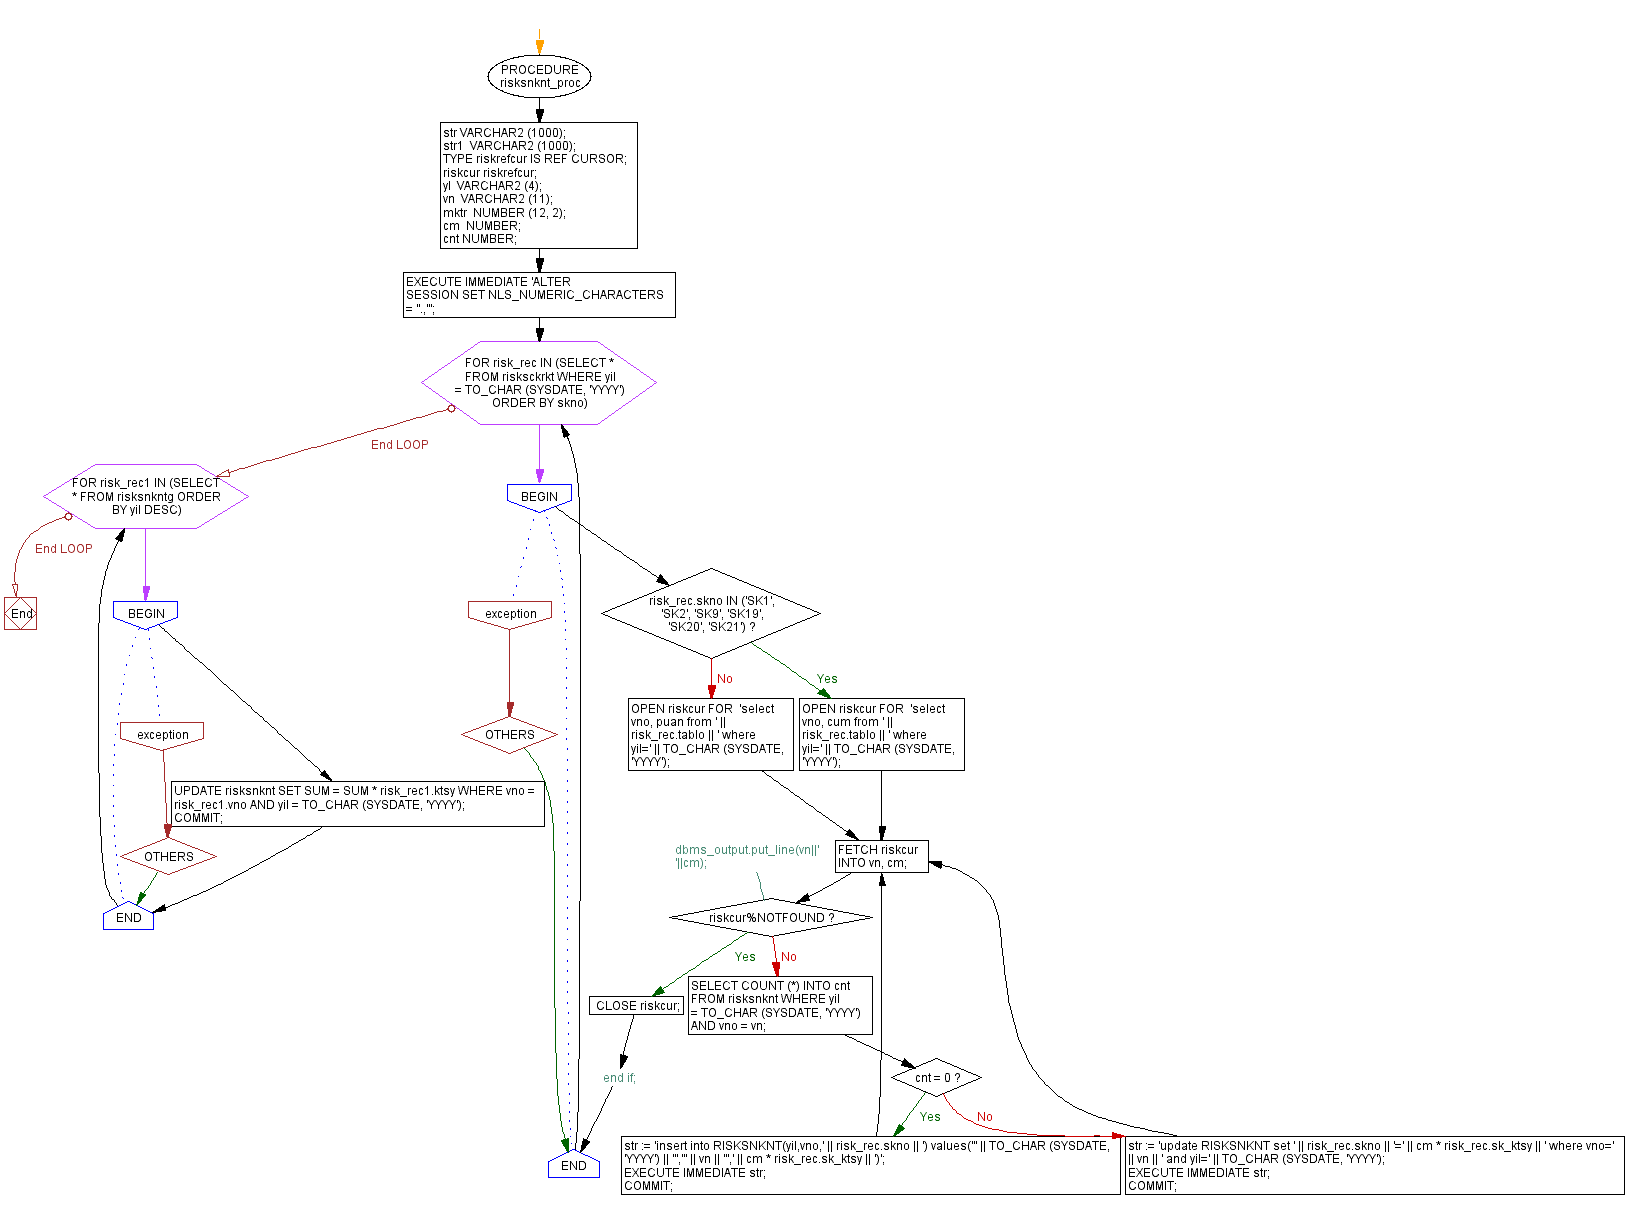 PROCEDURE
risksnknt_proc
str VARCHAR2 (1000);
str1  VARCHAR2 (1000);
TYPE riskrefcur IS REF CURSOR;
riskcur riskrefcur;
yl  VARCHAR2 (4);
vn  VARCHAR2 (11);
mktr  NUMBER (12, 2);
cm  NUMBER;
cnt NUMBER;
EXECUTE IMMEDIATE 'ALTER
SESSION SET NLS_NUMERIC_CHARACTERS
= ''.,''';
FOR risk_rec IN (SELECT *
FROM risksckrkt WHERE yil
= TO_CHAR (SYSDATE, 'YYYY')
ORDER BY skno)
End LOOP
FOR risk_rec1 IN (SELECT
* FROM risksnkntg ORDER
BY yil DESC)
End LOOP
End
BEGIN
exception
OTHERS
UPDATE risksnknt SET SUM = SUM * risk_rec1.ktsy WHERE vno =
risk_rec1.vno AND yil = TO_CHAR (SYSDATE, 'YYYY');
COMMIT;
END
BEGIN
exception
OTHERS
risk_rec.skno IN ('SK1',
'SK2', 'SK9', 'SK19',
'SK20', 'SK21') ?
No
Yes
OPEN riskcur FOR  'select
vno, puan from ' ||
risk_rec.tablo || ' where
yil=' || TO_CHAR (SYSDATE,
'YYYY');
OPEN riskcur FOR  'select
vno, cum from ' ||
risk_rec.tablo || ' where
yil=' || TO_CHAR (SYSDATE,
'YYYY');
FETCH riskcur
INTO vn, cm;
dbms_output.put_line(vn||'
'||cm);
riskcur%NOTFOUND ?
Yes
No
CLOSE riskcur;
end if;
SELECT COUNT (*) INTO cnt
FROM risksnknt WHERE yil
= TO_CHAR (SYSDATE, 'YYYY')
AND vno = vn;
cnt = 0 ?
Yes
No
str := 'insert into RISKSNKNT(yil,vno,' || risk_rec.skno || ') values(''' || TO_CHAR (SYSDATE,
'YYYY') || ''',''' || vn || ''',' || cm * risk_rec.sk_ktsy || ')';
EXECUTE IMMEDIATE str;
COMMIT;
str := 'update RISKSNKNT set ' || risk_rec.skno || '=' || cm * risk_rec.sk_ktsy || ' where vno='
|| vn || ' and yil=' || TO_CHAR (SYSDATE, 'YYYY');
EXECUTE IMMEDIATE str;
COMMIT;
END